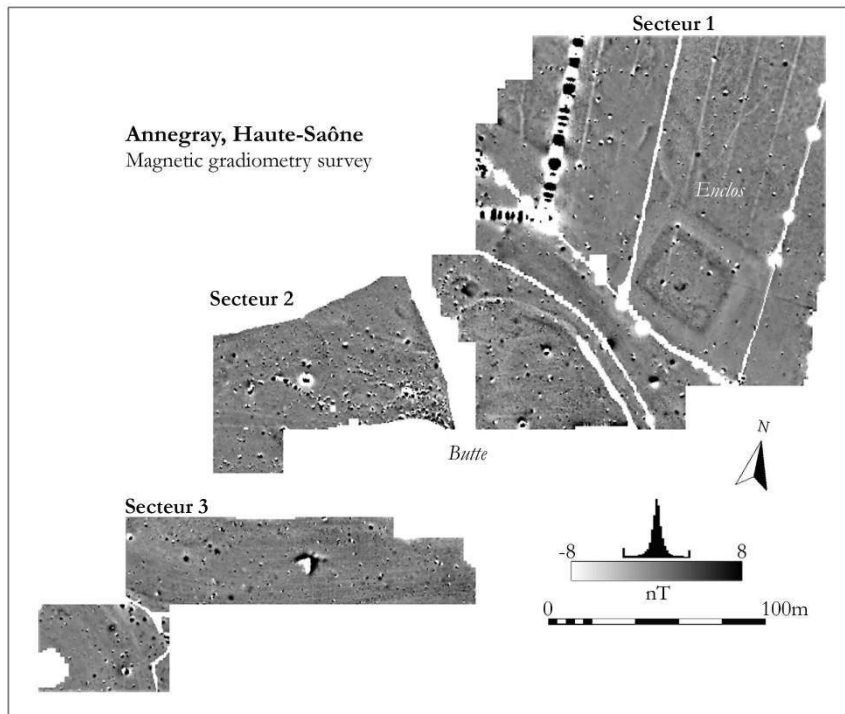 Secteur 1
Annegray, Haute-Saône
Magnetic gradiometry survey
Enclos
Secteur 2
Butte
N
Secteur 3
-8 8
nT
0 100m